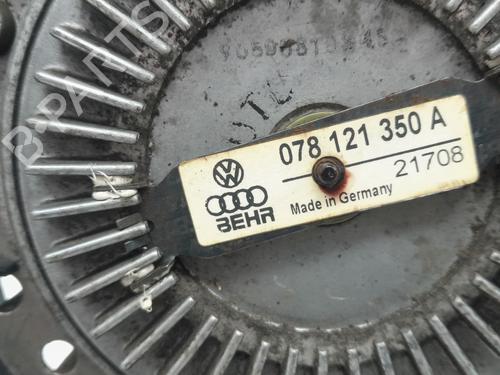 078 121 350 A
21708
BEHR
Made in Germany
B-PARTS